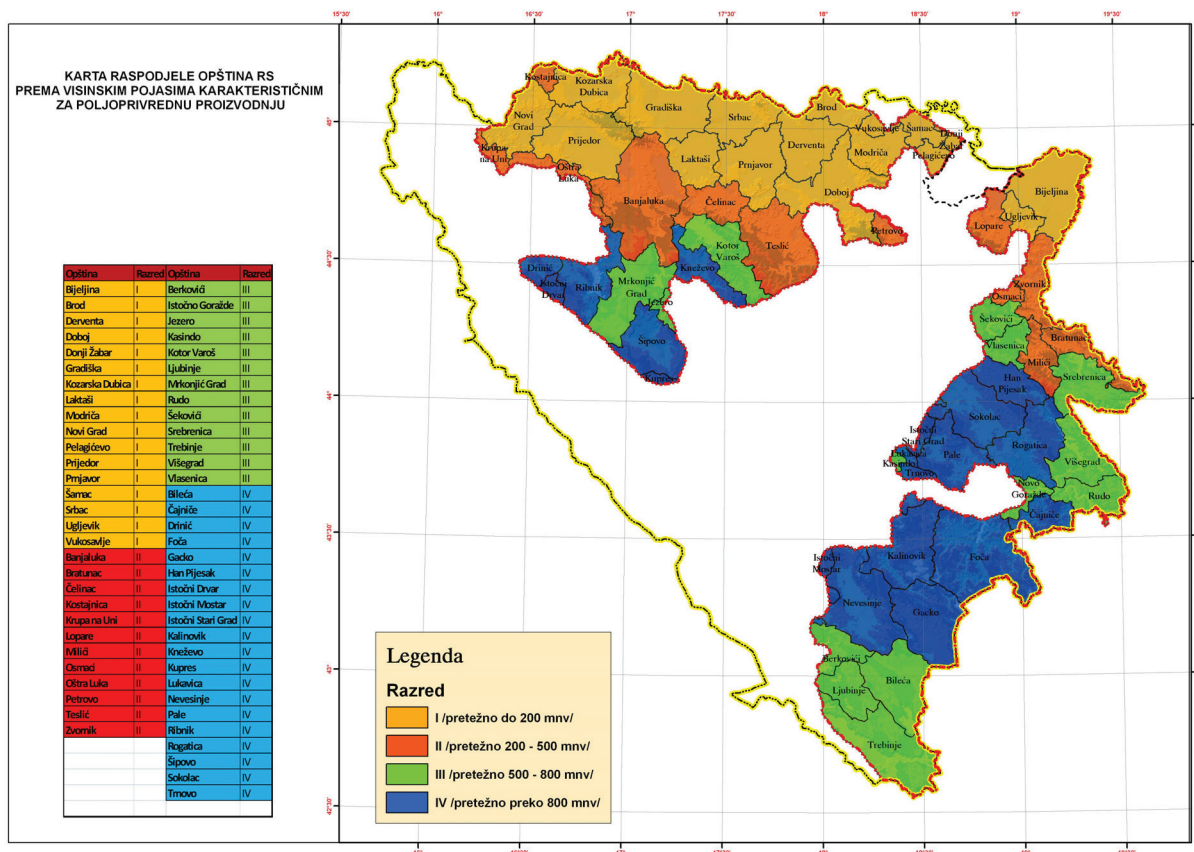 KARTA RASPODJELE OPŠTINA RS
PREMA VISINSKIM POJASIMA KARAKTERISTIČNIM
ZA POLJOPRIVREDNU PROIZVODNJU
Opština Razred Opština Razred
Bijeljina I Berkovići III
Brod I Istočno Goražde III
Derventa I Jezero III
Doboj I Kasindo III
Donji Žabar I Kotor Varoš III
Gradiška I Ljubinje III
Kozarska Dubica I Mrkonjić Grad III
Laktaši I Rudo III
Modriča I Šekovići III
Novi Grad I Srebrenica III
Pelagićevo I Trebinje III
Prijedor I Višegrad III
Prnjavor I Vlasenica III
Šamac I Bileća IV
Srbac I Čajniče IV
Ugljevik I Drinić IV
Vukosavlje I Foča IV
Banjaluka II Gacko IV
Bratunac II Han Pijesak IV
Čelinac II Istočni Drvar IV
Kostajnica II Istočni Mostar IV
Krupa na Uni II Istočni Stari Grad IV
Lopare II Kalinovik IV
Milići II Kneževo IV
Osmaci II Kupres IV
Oštra Luka II Lukavica IV
Petrovo II Nevesinje IV
Teslić II Pale IV
Zvornik II Ribnik IV
Rogatica IV
Šipovo IV
Sokolac IV
Trnovo IV
15°30' 16° 16°30' 17° 17°30' 18° 18°30' 19° 19°30'
45°
44°30'
44°
43°30'
43°
42°30'
Kostajnica
Kozarska
Dubica
Gradiška
Srbac
Brod
Novi
Grad
Prijedor
Vukosavlje
Šamac
Donji
Žabar
Pelagićevo
Derventa
Modriča
Krupa
na Uni
Oštra
Luka
Laktaši
Prnjavor
Doboj
Bijeljina
Ugljevik
Lopare
Banjaluka
Čelinac
Teslić
Petrovo
Kotor
Varoš
Kneževo
Drinić
Istočni
Drvar
Ribnik
Mrkonjić
Grad
Jezero
Šipovo
Kupres
Zvornik
Osmaci
Šekovići
Vlasenica
Bratunac
Milići
Srebrenica
Han
Pijesak
Sokolac
Istočni
Stari Grad
Pale
Rogatica
Lukavica
Kasindo
Trnovo
Višegrad
Rudo
Novo
Goražde
Čajniče
Istočni
Mostar
Kalinovik
Foča
Nevesinje
Gacko
Berkovići
Bileća
Ljubinje
Trebinje
Legenda
Razred
I /pretežno do 200 mnv/
II /pretežno 200 - 500 mnv/
III /pretežno 500 - 800 mnv/
IV /pretežno preko 800 mnv/